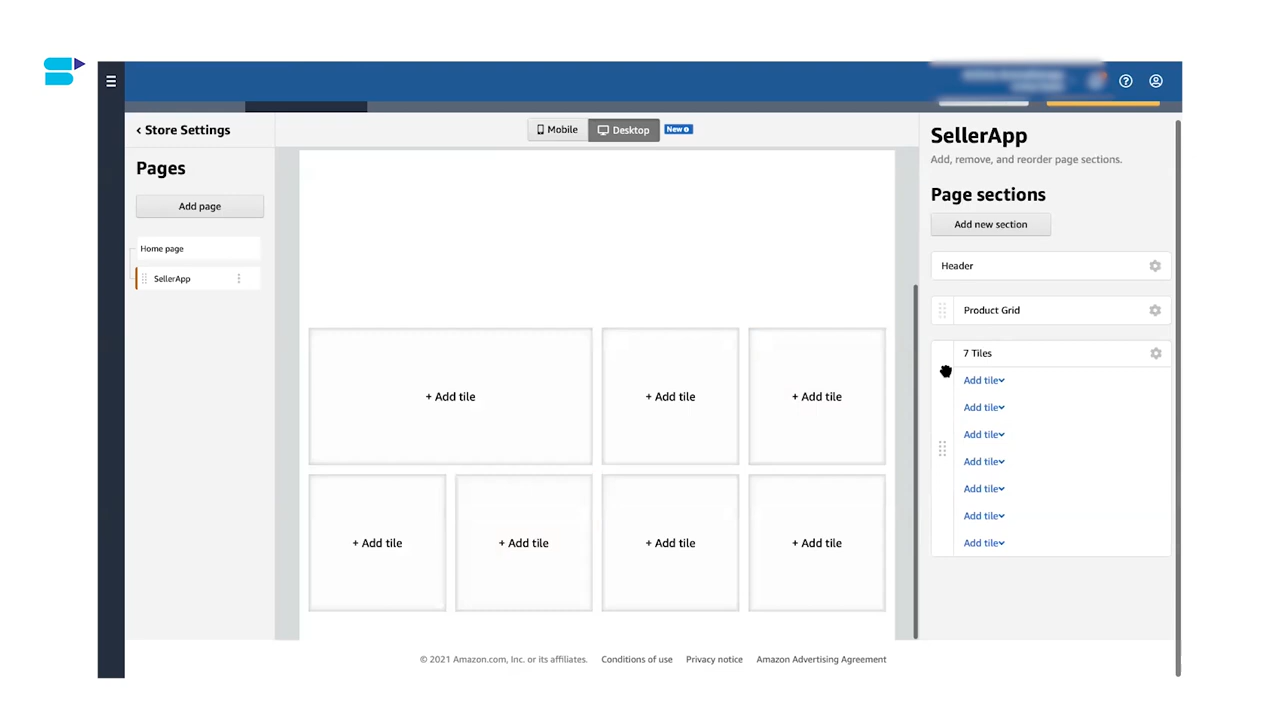 Store Settings
Mobile
Desktop
New
Pages
Add page
Home page
SellerApp
+ Add tile
+ Add tile
+ Add tile
+ Add tile
+ Add tile
+ Add tile
+ Add tile
SellerApp
Add, remove, and reorder page sections.
Page sections
Add new section
Header
Product Grid
7 Tiles
Add tile
Add tile
Add tile
Add tile
Add tile
Add tile
Add tile
© 2021 Amazon.com, Inc. or its affiliates. Conditions of use Privacy notice Amazon Advertising Agreement